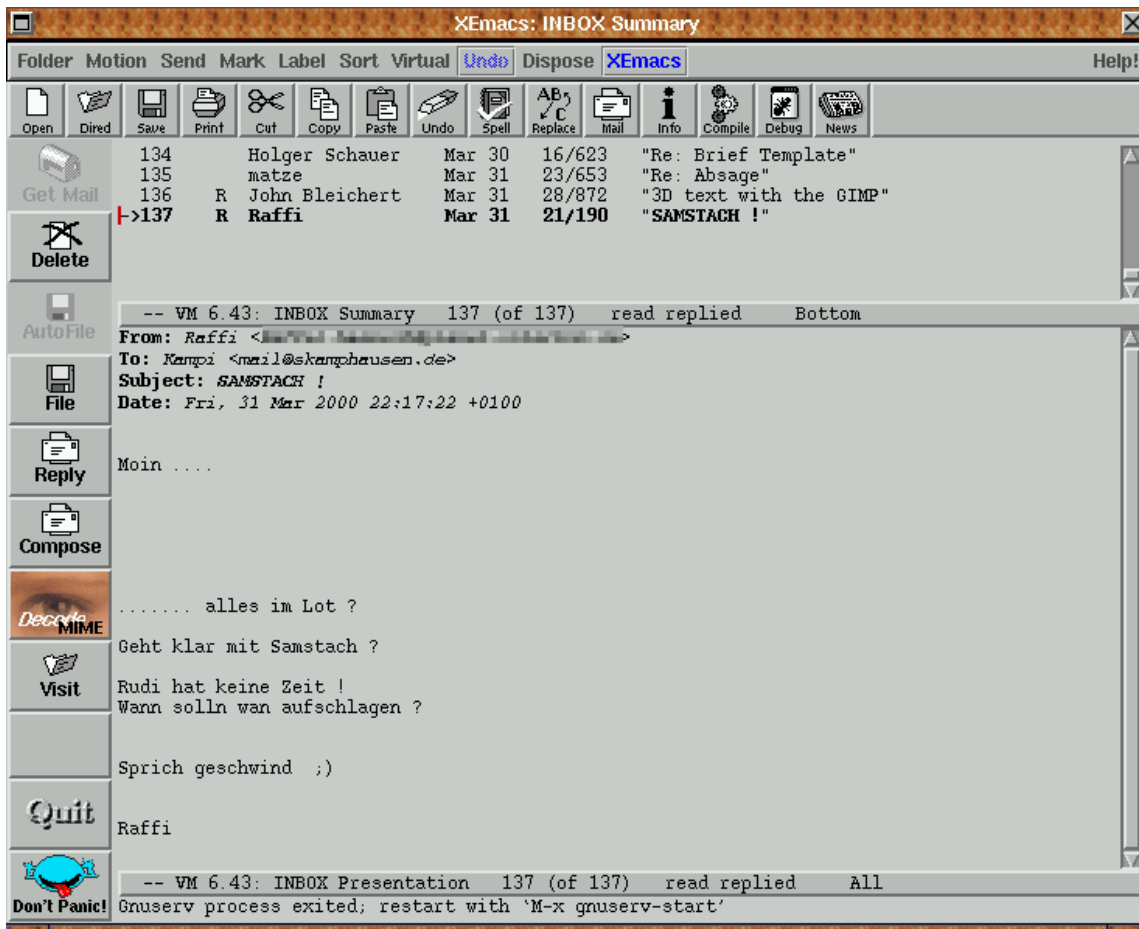 XEmacs: INBOX Summary
Folder Motion Send Mark Label Sort Virtual Undo Dispose XEmacs Help!
Open Dired Save Print Cut Copy Paste Undo Spell Replace Mail Info Compile Debug News
Get Mail
Delete
AutoFile
File
Reply
Compose
Decode MIME
Visit
Quit
Don't Panic!
134 Holger Schauer Mar 30 16/623 "Re: Brief Template"
135 matze Mar 31 23/653 "Re: Absage"
136 R John Bleichert Mar 31 28/872 "3D text with the GIMP"
->137 R Raffi Mar 31 21/190 "SAMSTACH !"
-- VM 6.43: INBOX Summary 137 (of 137) read replied Bottom
From: Raffi < >
To: Kampi <mail@skamphausen.de>
Subject: SAMSTACH !
Date: Fri, 31 Mar 2000 22:17:22 +0100
Moin ....
....... alles im Lot ?
Geht klar mit Samstach ?
Rudi hat keine Zeit !
Wann solln wan aufschlagen ?
Sprich geschwind ;)
Raffi
-- VM 6.43: INBOX Presentation 137 (of 137) read replied All
Gnuserv process exited; restart with `M-x gnuserv-start'